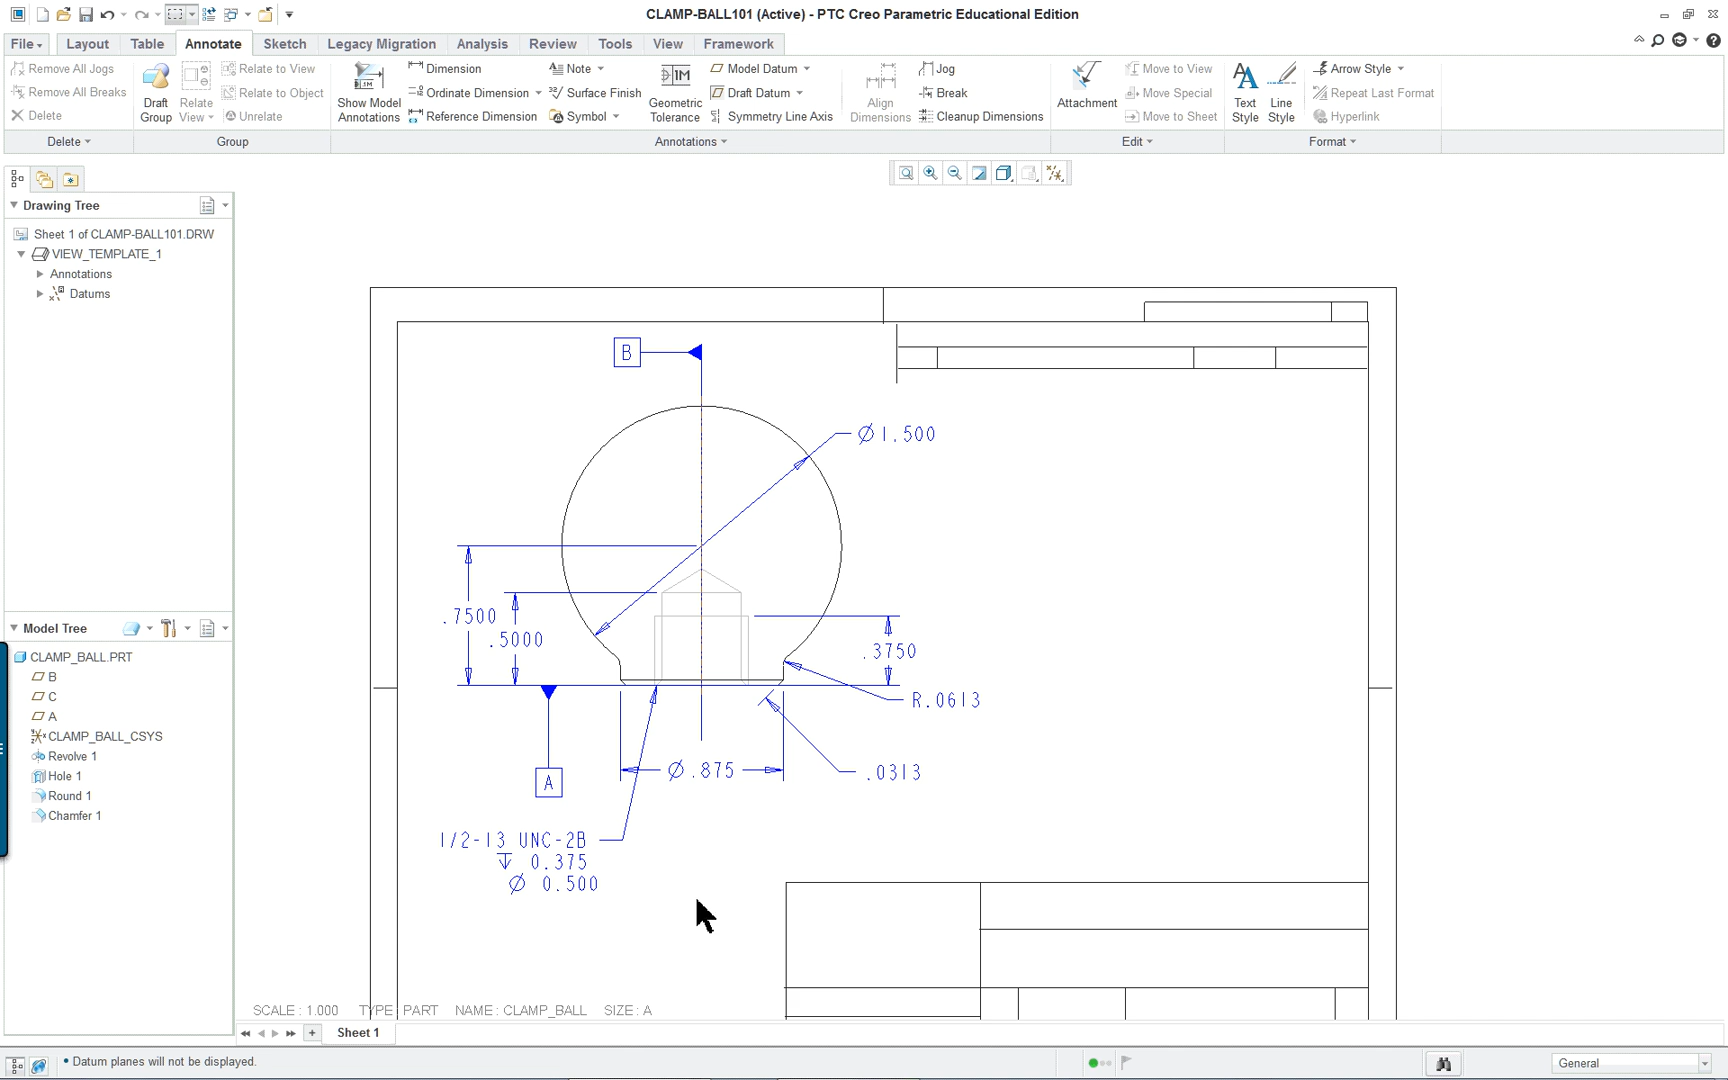 CLAMP-BALL101 (Active) - PTC Creo Parametric Educational Edition
File
Layout
Table
Annotate
Sketch
Legacy Migration
Analysis
Review
Tools
View
Framework
Remove All Jogs
Remove All Breaks
Delete
Draft Group
Relate View
Relate to View
Relate to Object
Unrelate
Show Model Annotations
Dimension
Ordinate Dimension
Reference Dimension
Note
Surface Finish
Symbol
Geometric Tolerance
Model Datum
Draft Datum
Symmetry Line Axis
Align Dimensions
Jog
Break
Cleanup Dimensions
Attachment
Move to View
Move Special
Move to Sheet
Text Style
Line Style
Arrow Style
Repeat Last Format
Hyperlink
Delete
Group
Annotations
Edit
Format
Drawing Tree
Sheet 1 of CLAMP-BALL101.DRW
VIEW_TEMPLATE_1
Annotations
Datums
Model Tree
CLAMP_BALL.PRT
B
C
A
CLAMP_BALL_CSYS
Revolve 1
Hole 1
Round 1
Chamfer 1
B
Ø1.500
.7500
.5000
.3750
R.0613
Ø.875
.0313
A
1/2-13 UNC-2B
↧ 0.375
Ø 0.500
SCALE : 1.000 TYPE : PART NAME : CLAMP_BALL SIZE : A
Sheet 1
• Datum planes will not be displayed.
General